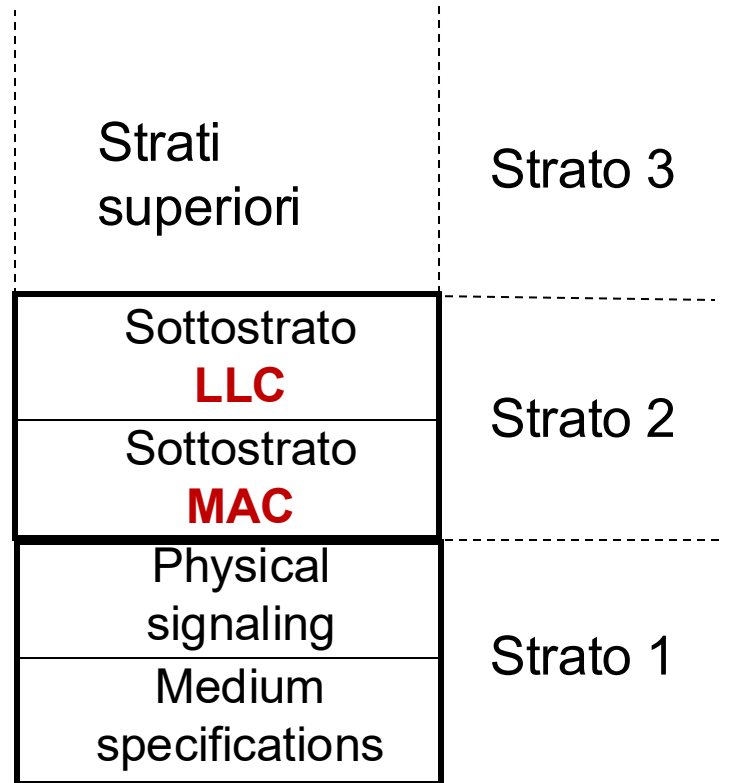 Strati
superiori
Strato 3
Sottostrato
LLC
Sottostrato
MAC
Strato 2
Physical
signaling
Medium
specifications
Strato 1